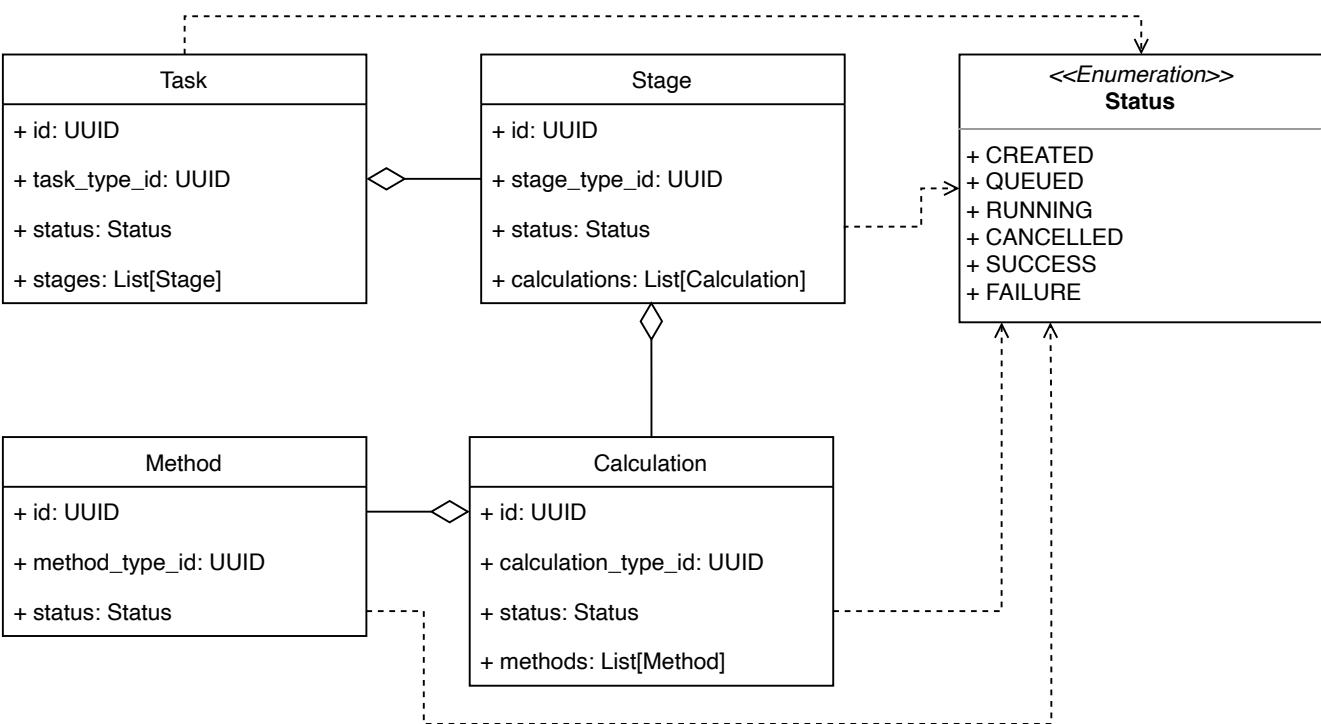 Task
+ id: UUID
+ task_type_id: UUID
+ status: Status
+ stages: List[Stage]
Stage
+ id: UUID
+ stage_type_id: UUID
+ status: Status
+ calculations: List[Calculation]
<<Enumeration>>
Status
+ CREATED
+ QUEUED
+ RUNNING
+ CANCELLED
+ SUCCESS
+ FAILURE
Method
+ id: UUID
+ method_type_id: UUID
+ status: Status
Calculation
+ id: UUID
+ calculation_type_id: UUID
+ status: Status
+ methods: List[Method]